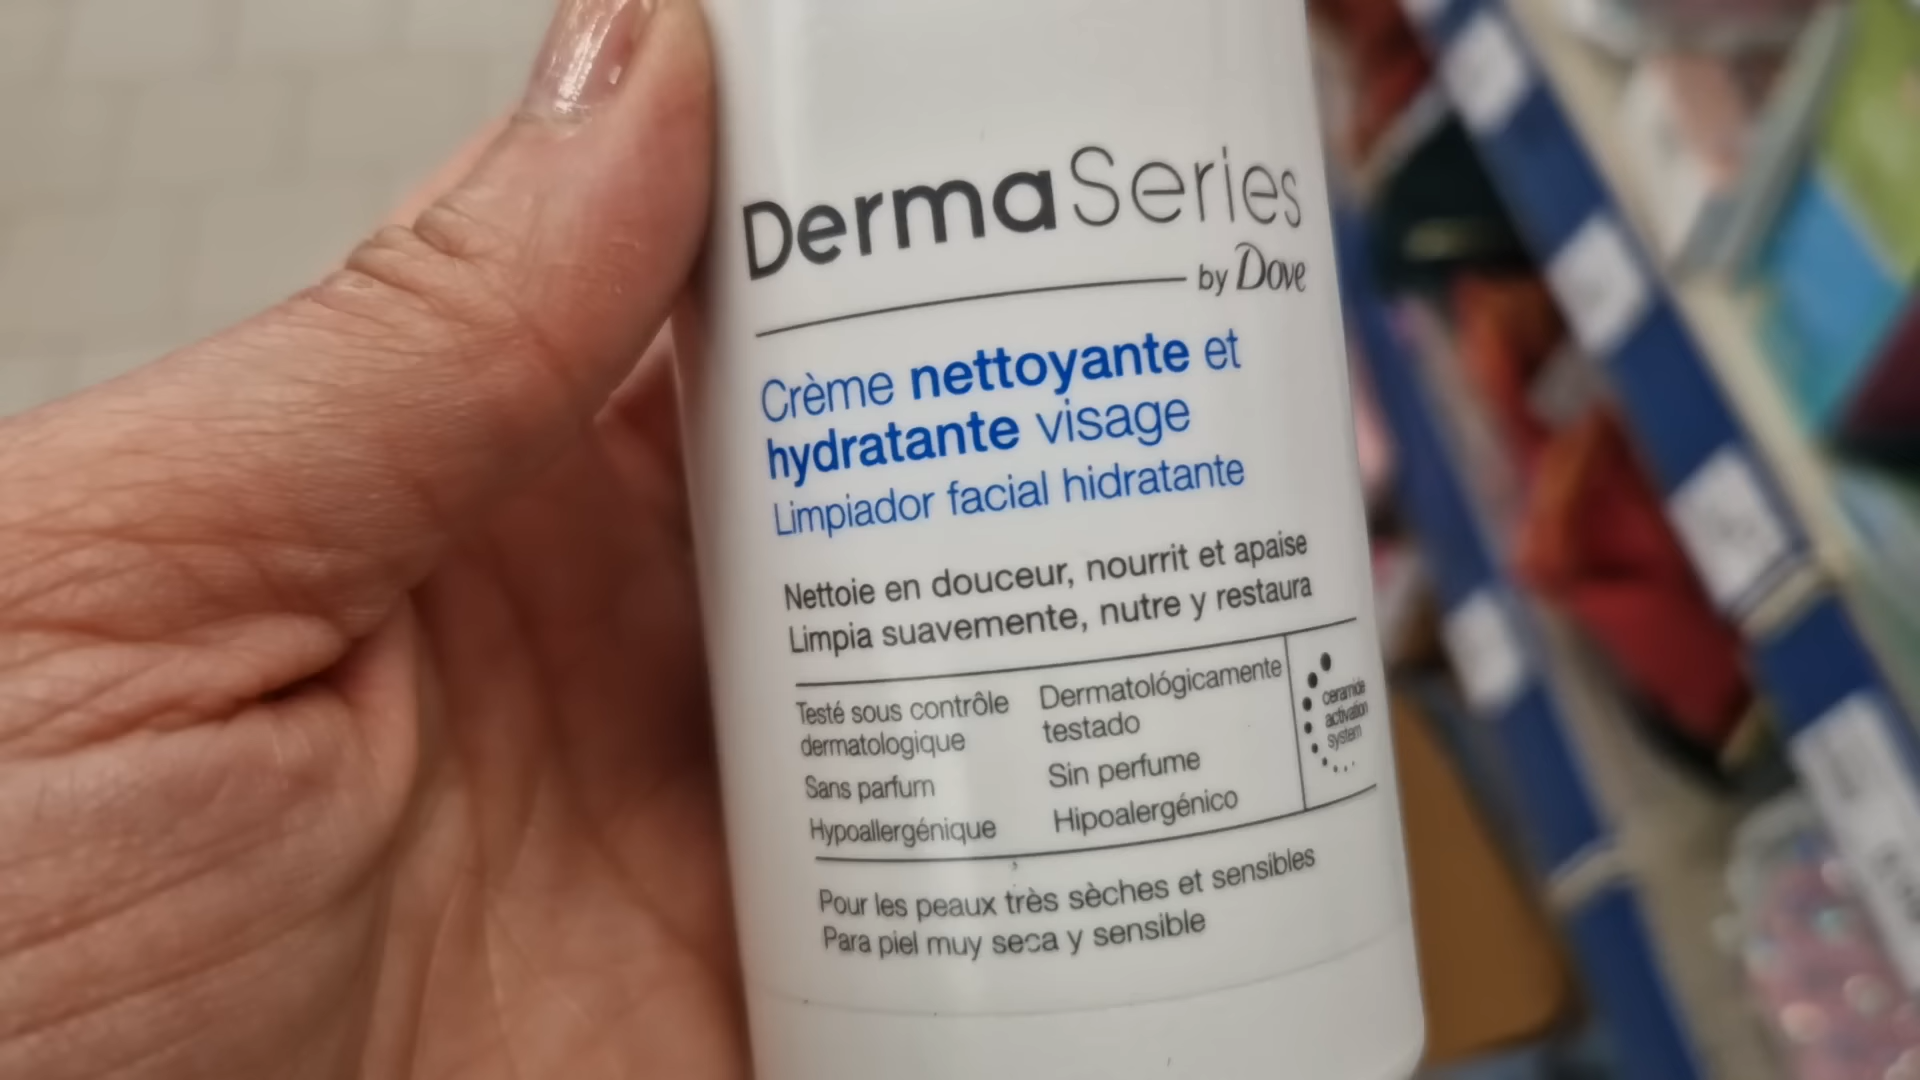 DermaSeries
by Dove
Crème nettoyante et
hydratante visage
Limpiador facial hidratante
Nettoie en douceur, nourrit et apaise
Limpia suavemente, nutre y restaura
Testé sous contrôle
dermatologique
Sans parfum
Hypoallergénique
Dermatológicamente
testado
Sin perfume
Hipoalergénico
ceramide
activation
system
Pour les peaux très sèches et sensibles
Para piel muy seca y sensible